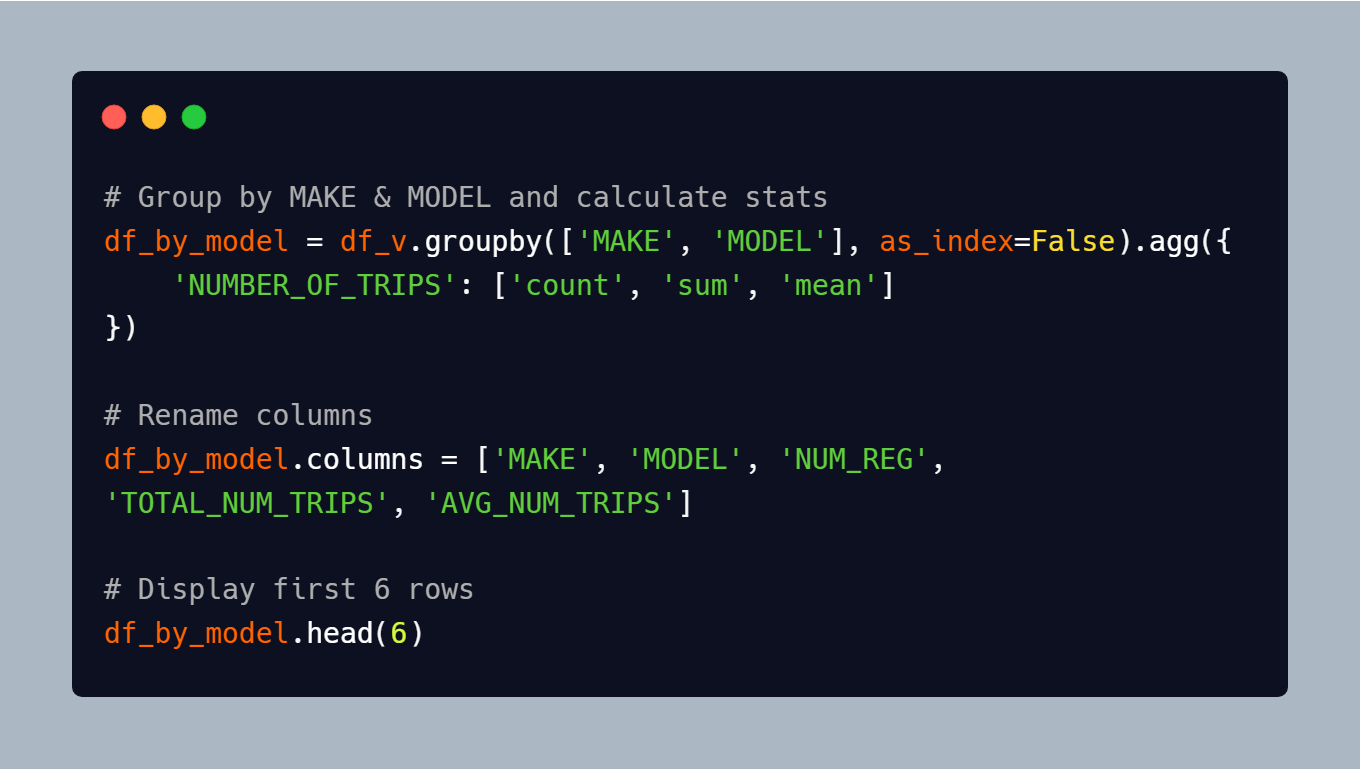 # Group by MAKE & MODEL and calculate stats
df_by_model = df_v.groupby(['MAKE', 'MODEL'], as_index=False).agg({
    'NUMBER_OF_TRIPS': ['count', 'sum', 'mean']
})
# Rename columns
df_by_model.columns = ['MAKE', 'MODEL', 'NUM_REG',
'TOTAL_NUM_TRIPS', 'AVG_NUM_TRIPS']
# Display first 6 rows
df_by_model.head(6)